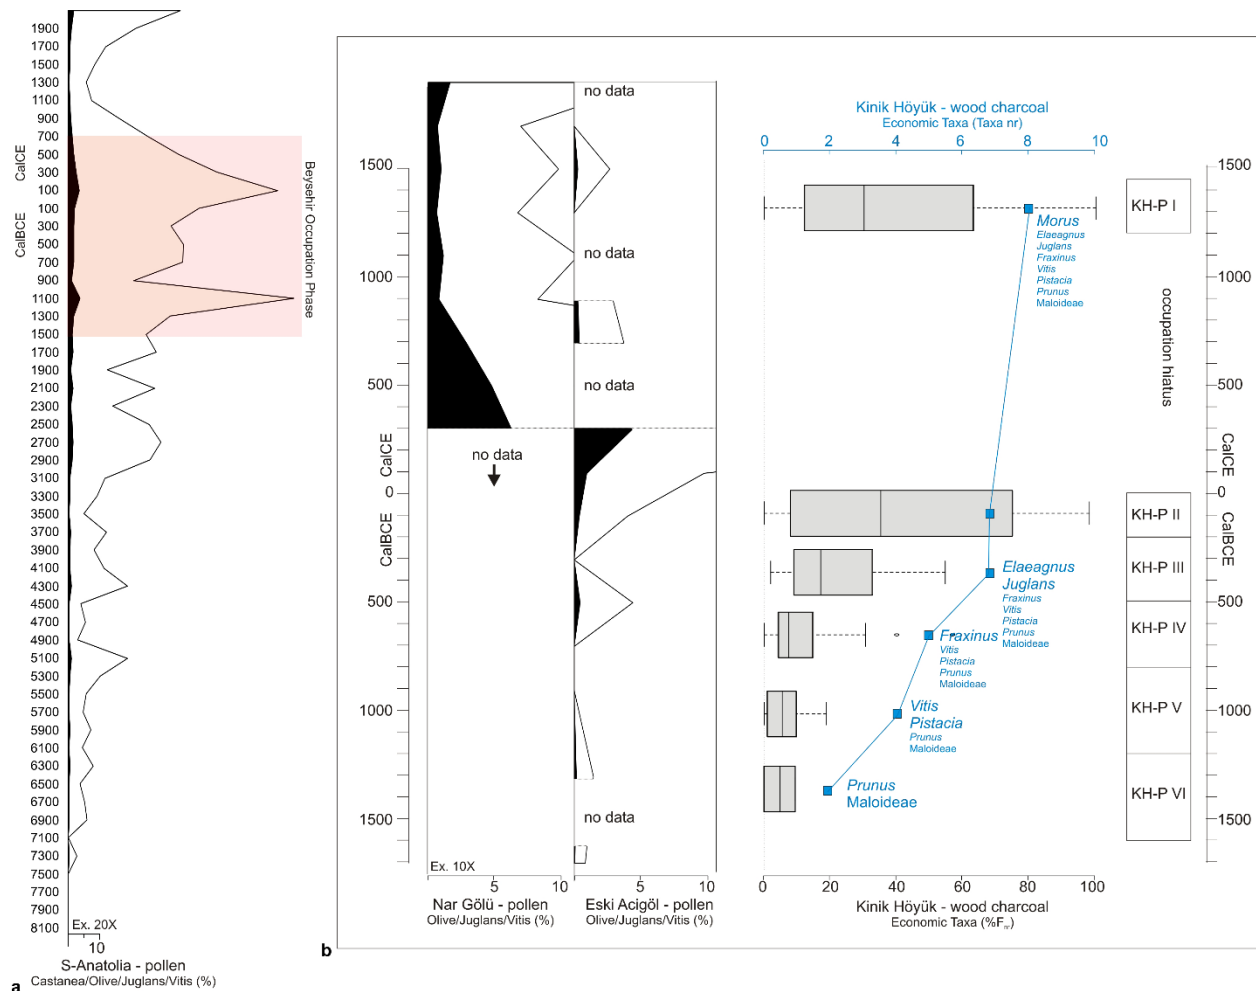 a
1900
1700
1500
1300
1100
900
700
500
300
100
100
300
500
700
900
1100
1300
1500
1700
1900
2100
2300
2700
2900
3100
3300
3500
3700
3900
4100
4300
4500
4700
4900
5100
5300
5500
5700
5900
6100
6300
6500
6700
6900
7100
7300
7500
7700
7900
8100
CalCE
CalBCE
Beysehir Occupation Phase
Ex. 20X
10
S-Anatolia - pollen
Castanea/Olive/Juglans/Vitis (%)
a
b
1500
1000
500
0
500
1000
1500
CalCE
CalBCE
no data
Ex. 10X
5 10
Nar Gölü - pollen
Olive/Juglans/Vitis (%)
no data
no data
no data
no data
5 10
Eski Acigöl - pollen
Olive/Juglans/Vitis (%)
Kinik Höyük - wood charcoal
Economic Taxa (Taxa nr)
0 2 4 6 8 10
Morus
Elaeagnus
Juglans
Fraxinus
Vitis
Pistacia
Prunus
Maloideae
Elaeagnus
Juglans
Fraxinus
Vitis
Pistacia
Prunus
Maloideae
Fraxinus
Vitis
Pistacia
Prunus
Maloideae
Vitis
Pistacia
Prunus
Maloideae
Prunus
Maloideae
0 20 40 60 80 100
Kinik Höyük - wood charcoal
Economic Taxa (%Fnr)
KH-P I
occupation hiatus
KH-P II
KH-P III
KH-P IV
KH-P V
KH-P VI
1500
1000
500
0
500
1000
1500
CalCE
CalBCE